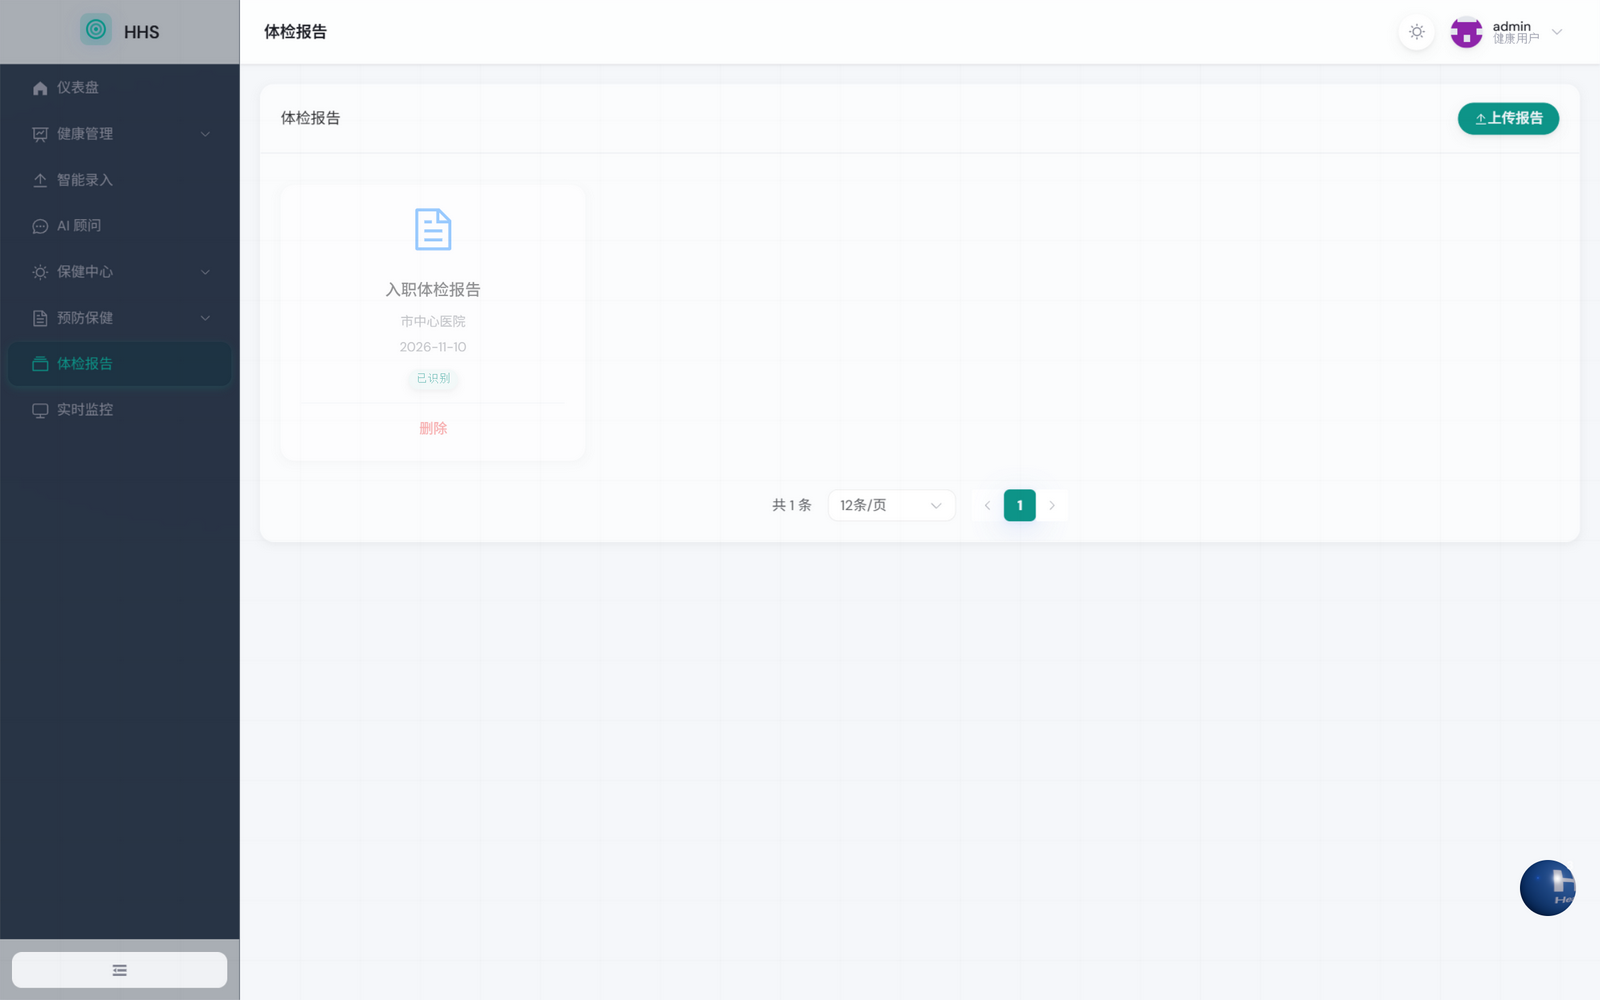 HHS
体检报告
admin
健康用户
仪表盘
健康管理
智能录入
AI 顾问
保健中心
预防保健
体检报告
实时监控
体检报告
上传报告
入职体检报告
市中心医院
2026-11-10
已识别
删除
共 1 条
12条/页
1